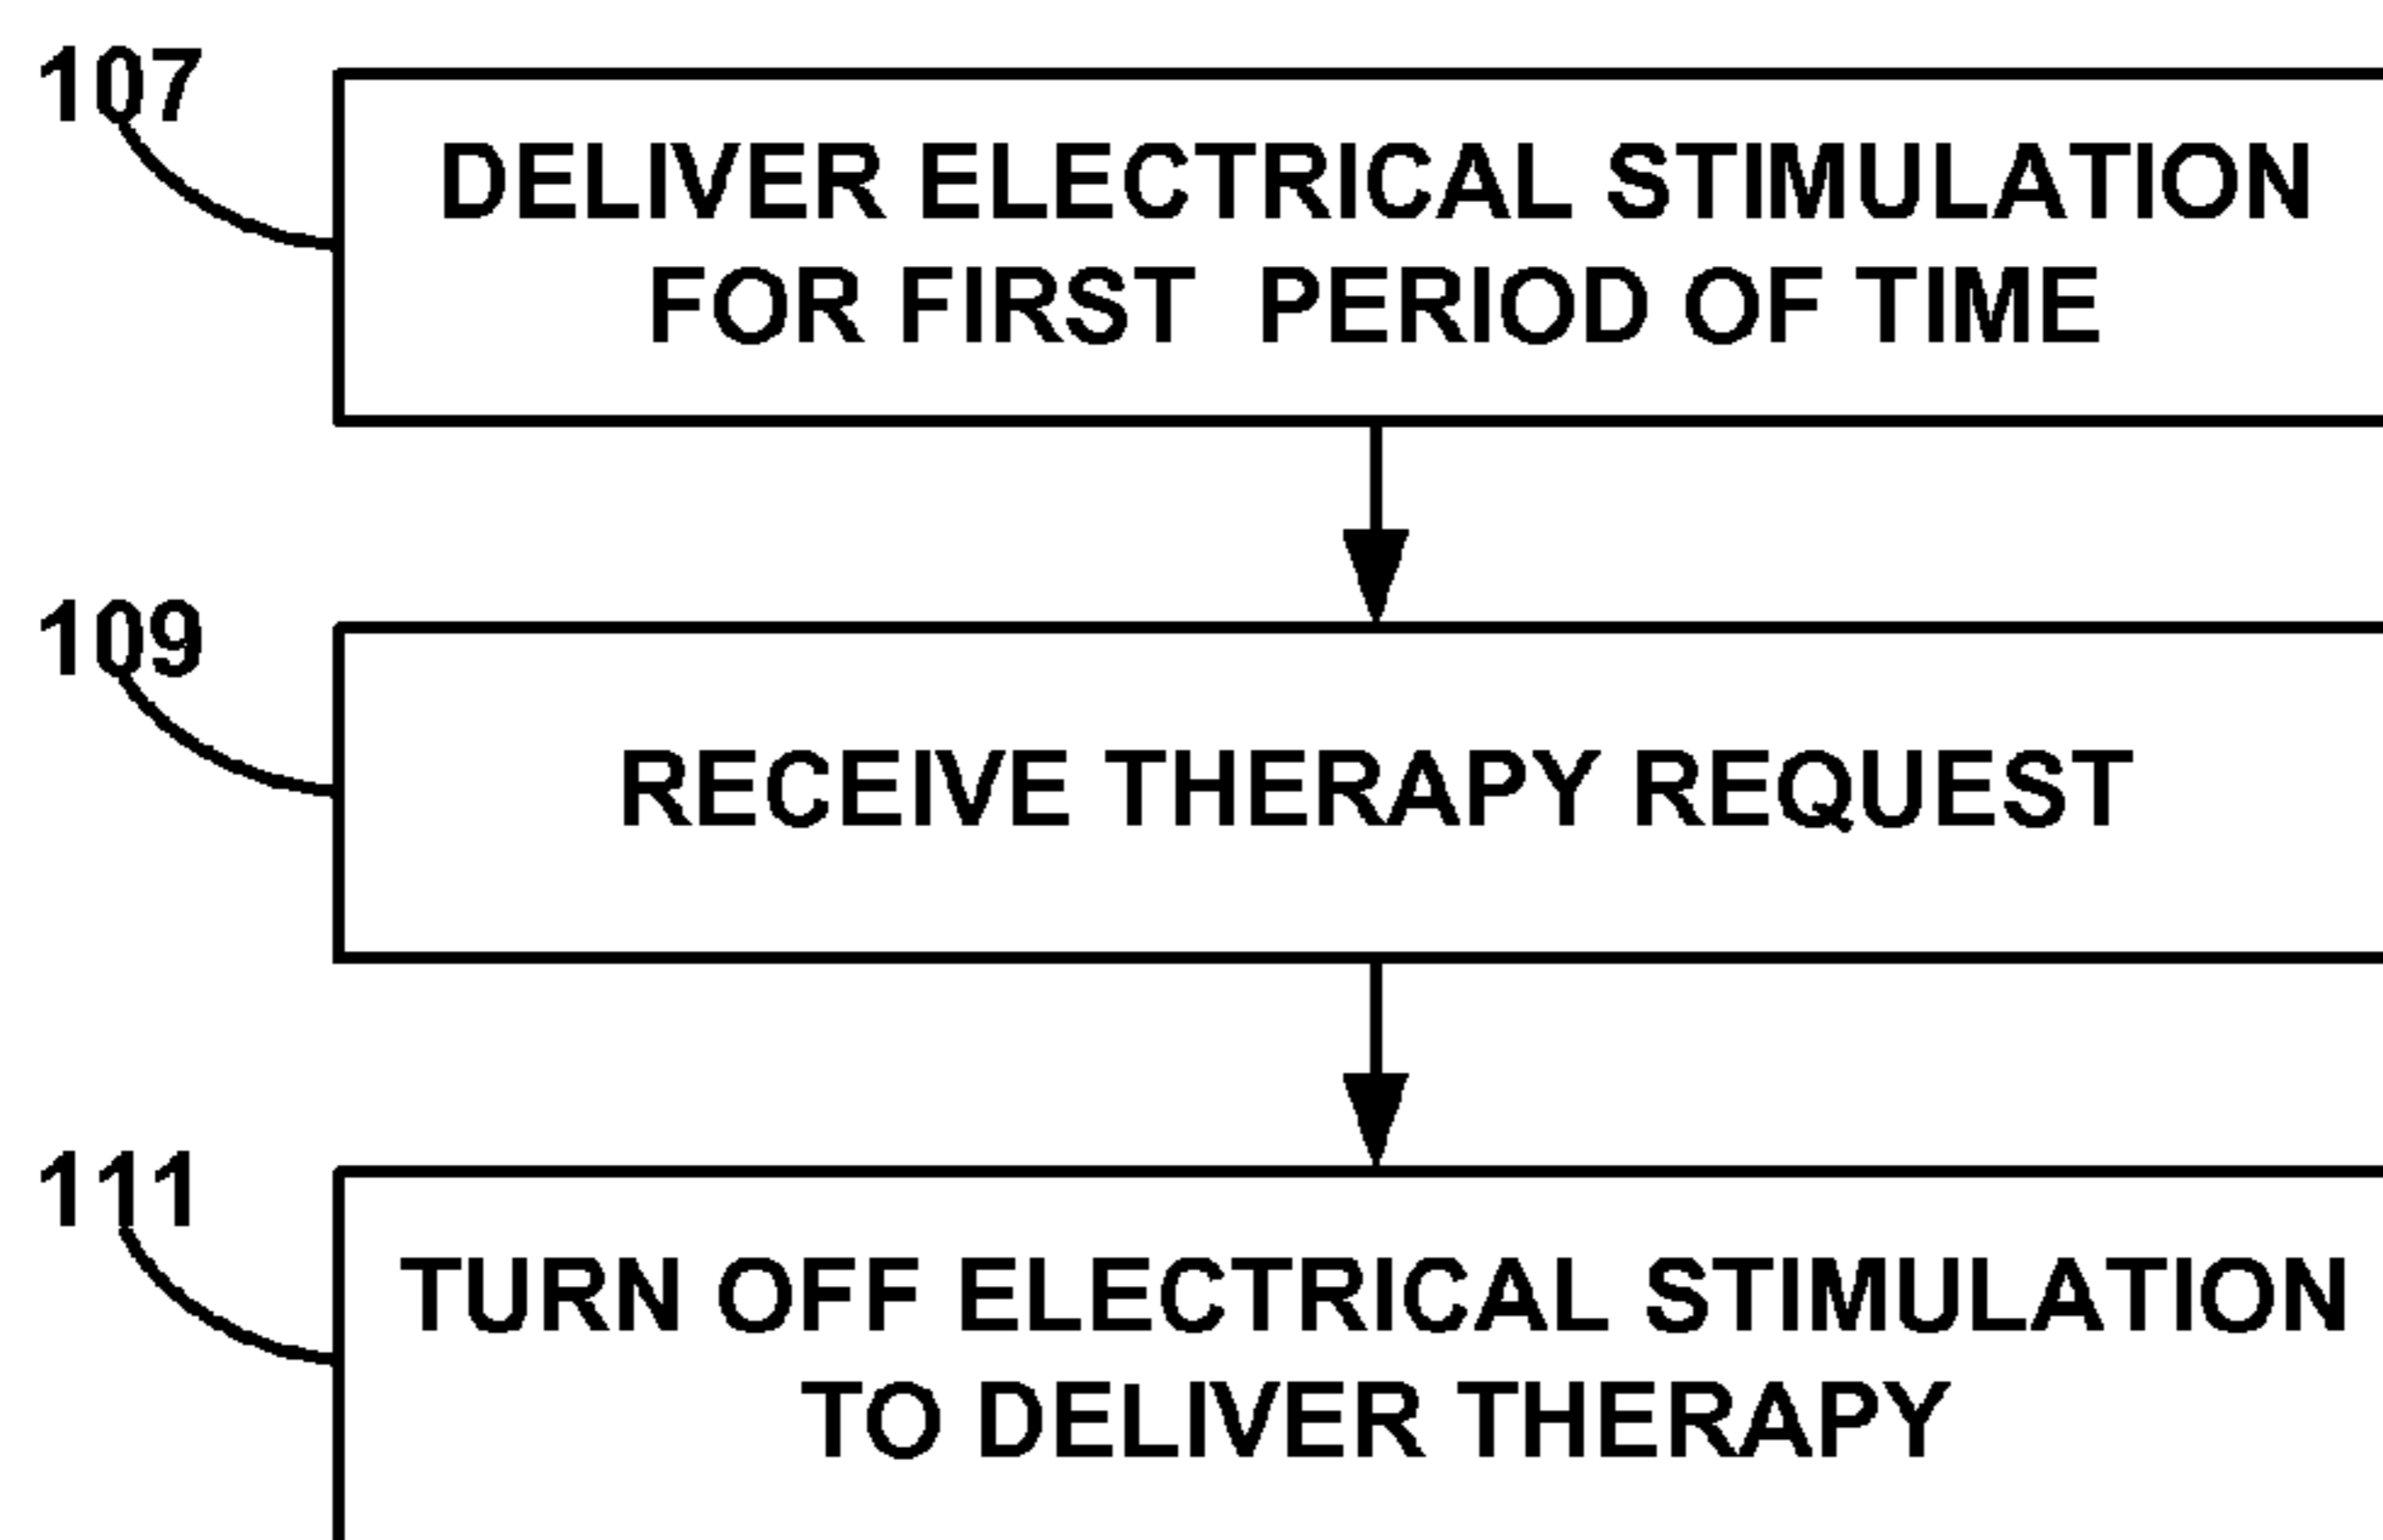 107
DELIVER ELECTRICAL STIMULATION
FOR FIRST PERIOD OF TIME
109
RECEIVE THERAPY REQUEST
111
TURN OFF ELECTRICAL STIMULATION
TO DELIVER THERAPY